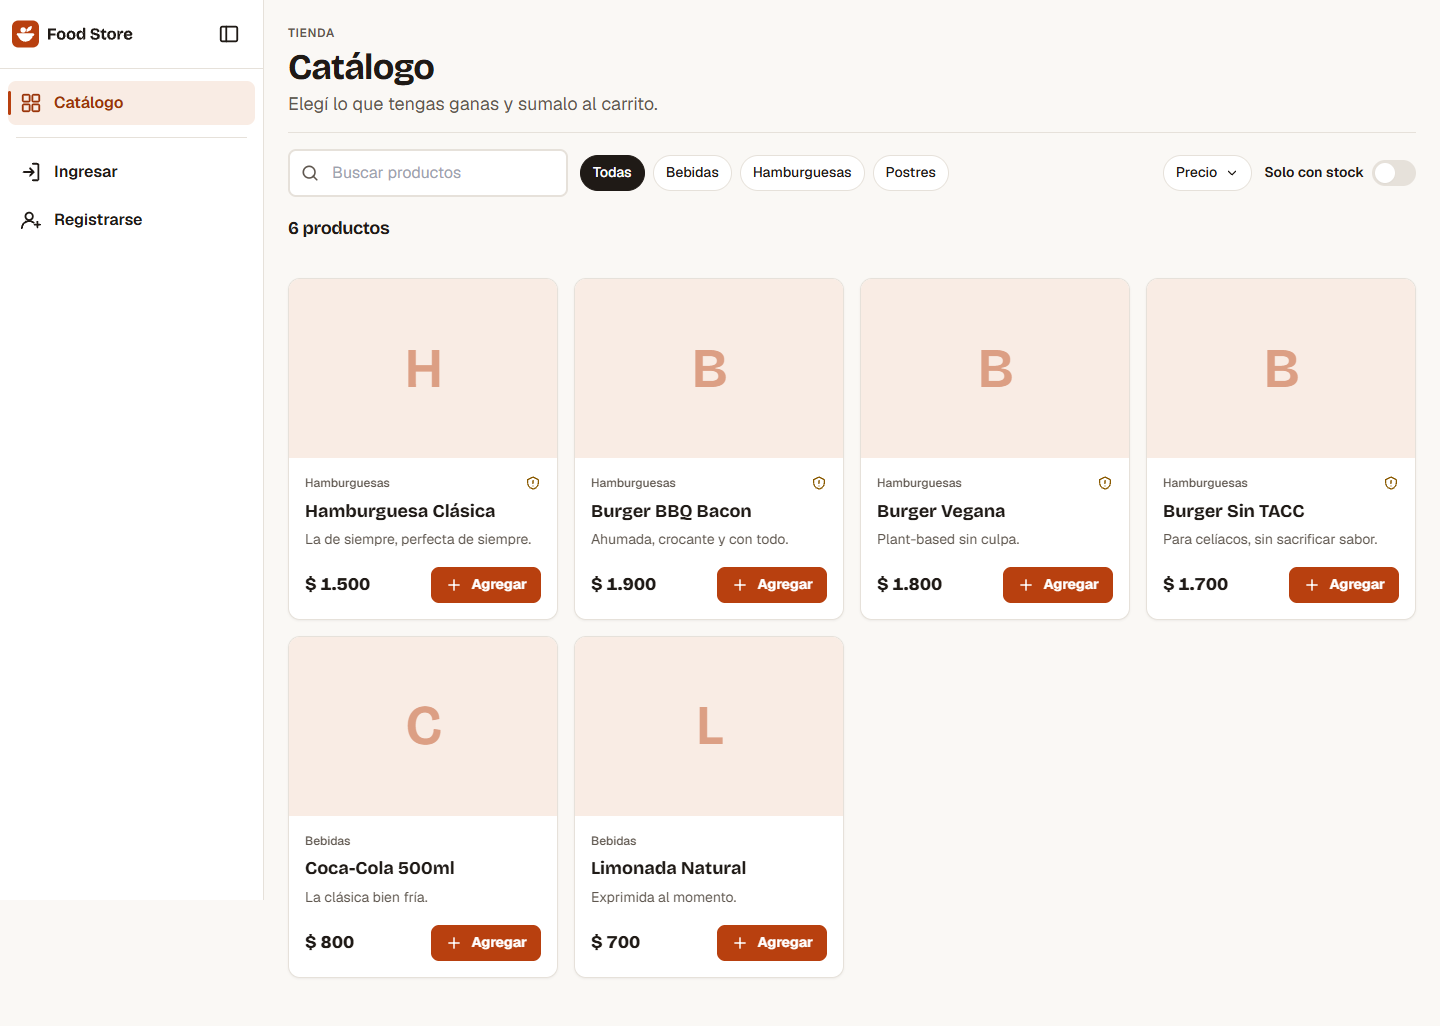 Food Store
Catálogo
Ingresar
Registrarse
TIENDA
Catálogo
Elegí lo que tengas ganas y sumalo al carrito.
Buscar productos
Todas
Bebidas
Hamburguesas
Postres
Precio
Solo con stock
6 productos
H
Hamburguesas
Hamburguesa Clásica
La de siempre, perfecta de siempre.
$ 1.500
Agregar
B
Hamburguesas
Burger BBQ Bacon
Ahumada, crocante y con todo.
$ 1.900
Agregar
B
Hamburguesas
Burger Vegana
Plant-based sin culpa.
$ 1.800
Agregar
B
Hamburguesas
Burger Sin TACC
Para celíacos, sin sacrificar sabor.
$ 1.700
Agregar
C
Bebidas
Coca-Cola 500ml
La clásica bien fría.
$ 800
Agregar
L
Bebidas
Limonada Natural
Exprimida al momento.
$ 700
Agregar